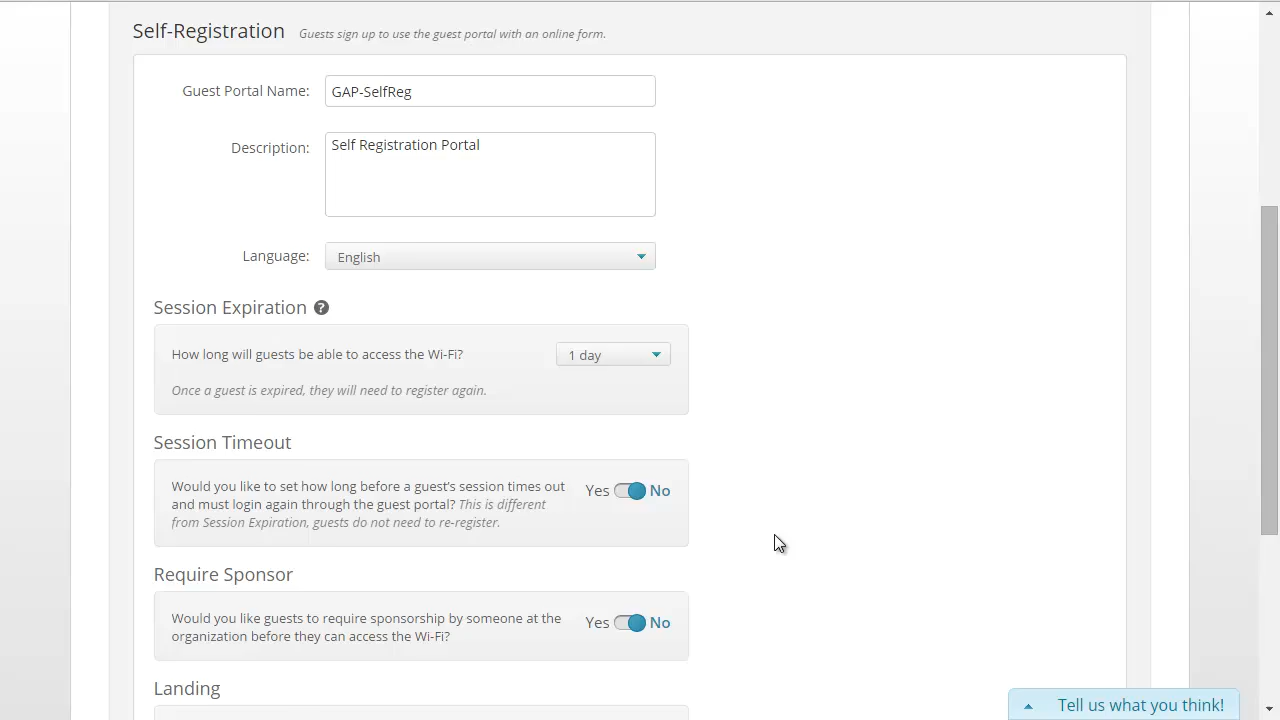 Self-Registration Guests sign up to use the guest portal with an online form.
Guest Portal Name: GAP-SelfReg
Description: Self Registration Portal
Language: English
Session Expiration ?
How long will guests be able to access the Wi-Fi? 1 day
Once a guest is expired, they will need to register again.
Session Timeout
Would you like to set how long before a guest's session times out
and must login again through the guest portal? This is different
from Session Expiration, guests do not need to re-register.
Yes No
Require Sponsor
Would you like guests to require sponsorship by someone at the
organization before they can access the Wi-Fi?
Yes No
Landing
Tell us what you think!